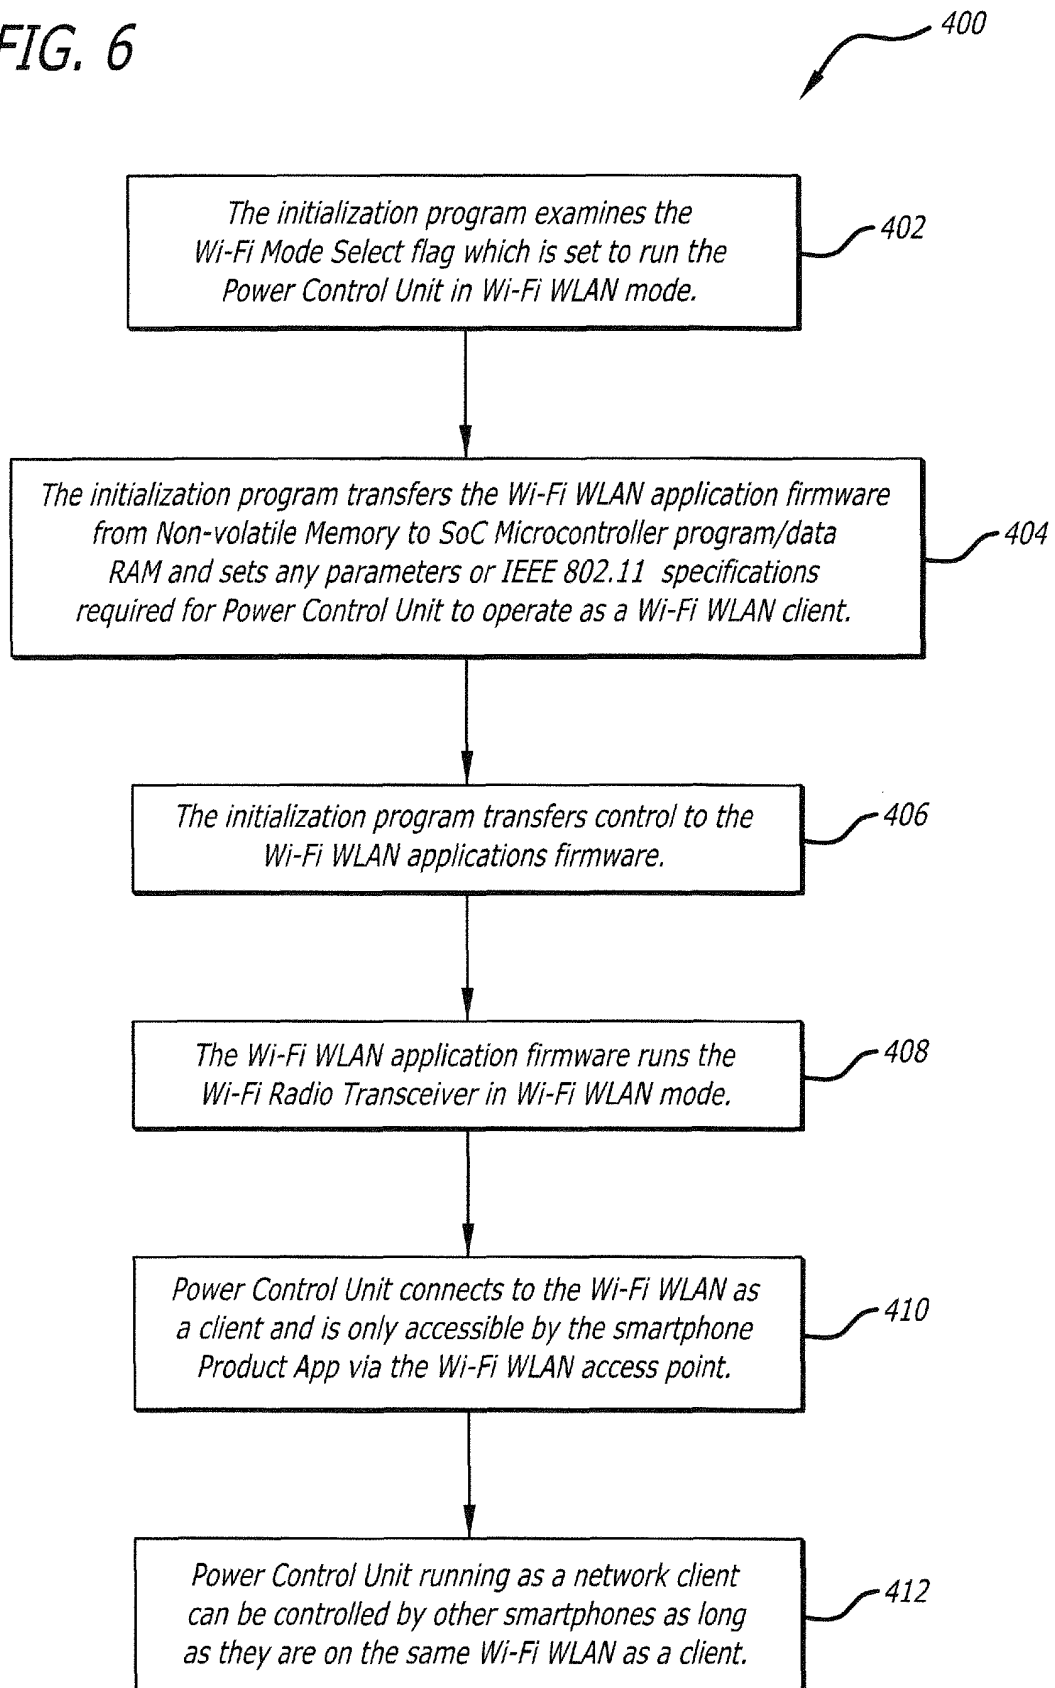 FIG. 6
400
The initialization program examines the
Wi-Fi Mode Select flag which is set to run the
Power Control Unit in Wi-Fi WLAN mode.
402
The initialization program transfers the Wi-Fi WLAN application firmware
from Non-volatile Memory to SoC Microcontroller program/data
RAM and sets any parameters or IEEE 802.11 specifications
required for Power Control Unit to operate as a Wi-Fi WLAN client.
404
The initialization program transfers control to the
Wi-Fi WLAN applications firmware.
406
The Wi-Fi WLAN application firmware runs the
Wi-Fi Radio Transceiver in Wi-Fi WLAN mode.
408
Power Control Unit connects to the Wi-Fi WLAN as
a client and is only accessible by the smartphone
Product App via the Wi-Fi WLAN access point.
410
Power Control Unit running as a network client
can be controlled by other smartphones as long
as they are on the same Wi-Fi WLAN as a client.
412